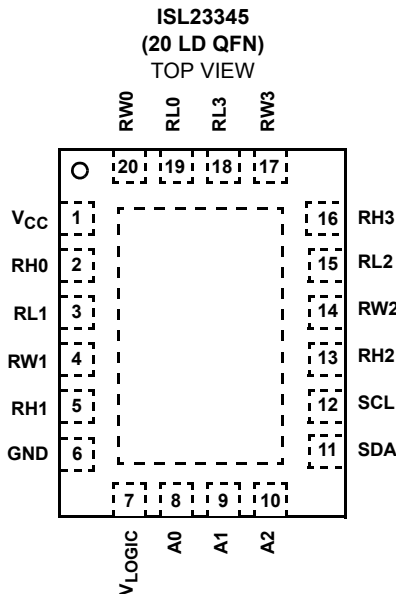 ISL23345
(20 LD QFN)
TOP VIEW
RW0
RL0
RL3
RW3
20
19
18
17
VCC 1
16 RH3
RH0 2
15 RL2
RL1 3
14 RW2
RW1 4
13 RH2
RH1 5
12 SCL
GND 6
11 SDA
7
8
9
10
VLOGIC
A0
A1
A2